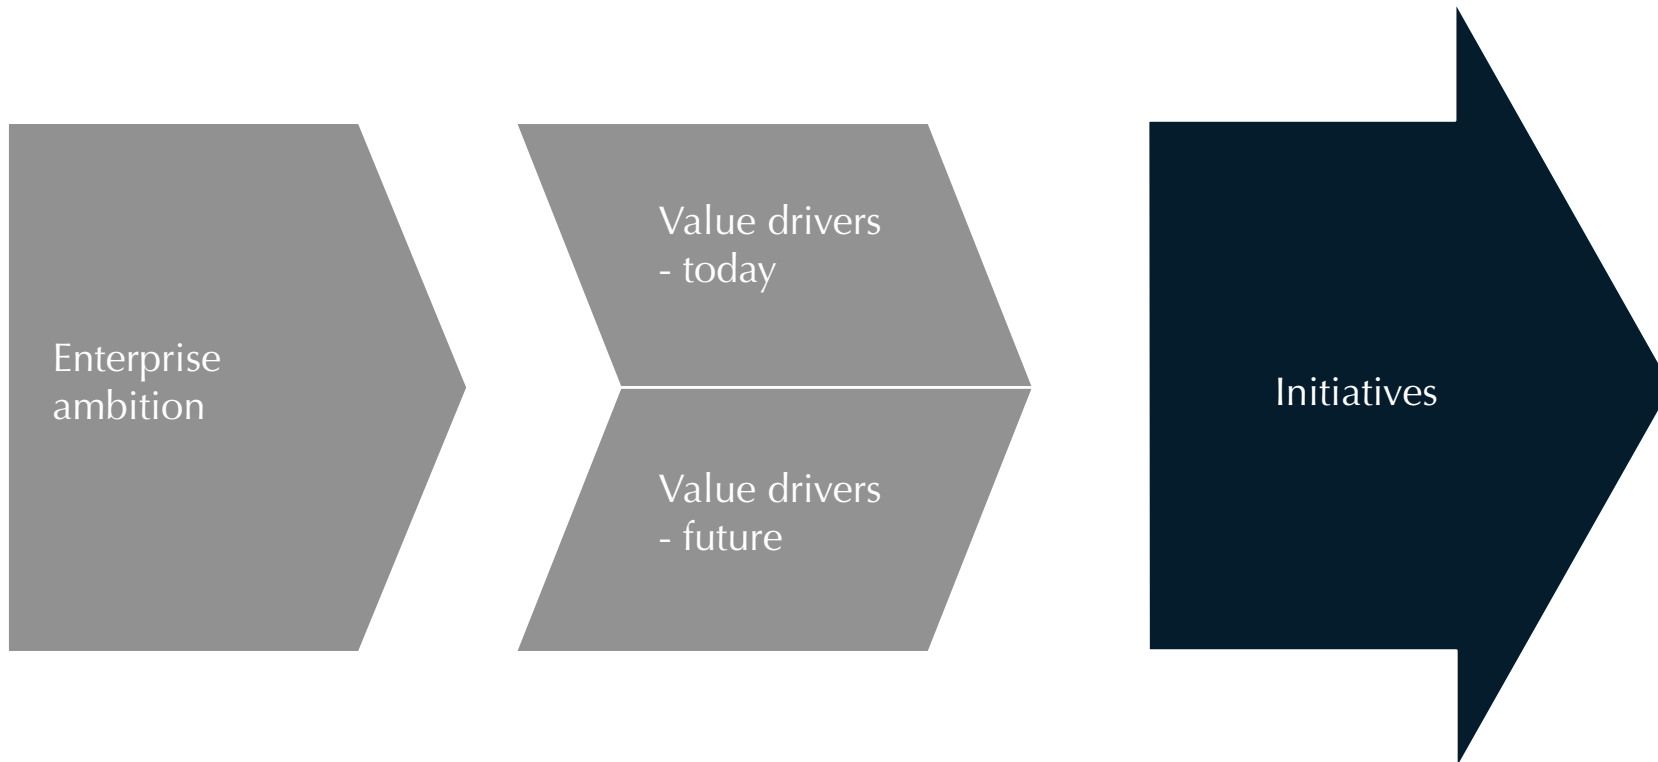 Enterprise
ambition
Value drivers
- today
Value drivers
- future
Initiatives